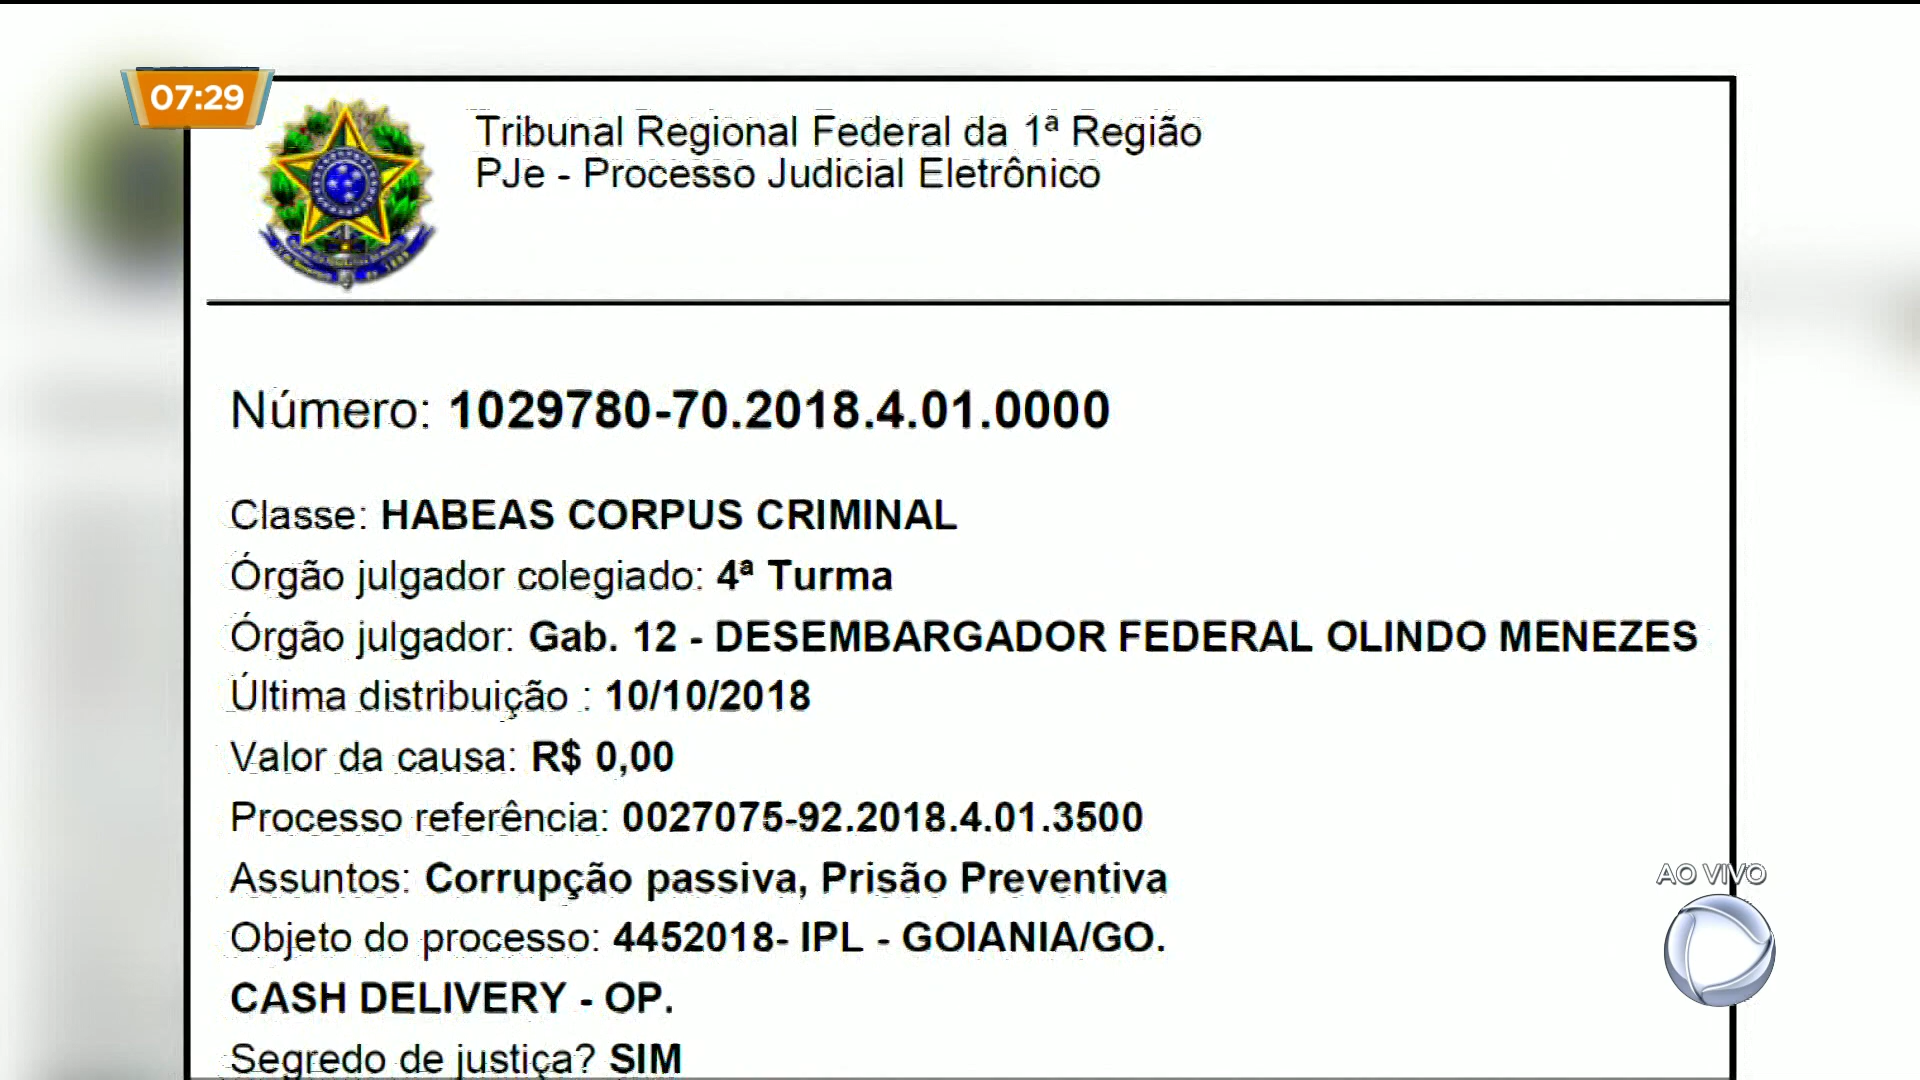 07:29
Tribunal Regional Federal da 1ª Região
PJe - Processo Judicial Eletrônico
Número: 1029780-70.2018.4.01.0000
Classe: HABEAS CORPUS CRIMINAL
Órgão julgador colegiado: 4ª Turma
Órgão julgador: Gab. 12 - DESEMBARGADOR FEDERAL OLINDO MENEZES
Última distribuição : 10/10/2018
Valor da causa: R$ 0,00
Processo referência: 0027075-92.2018.4.01.3500
Assuntos: Corrupção passiva, Prisão Preventiva
Objeto do processo: 4452018- IPL - GOIANIA/GO.
CASH DELIVERY - OP.
Segredo de justiça? SIM
AO VIVO